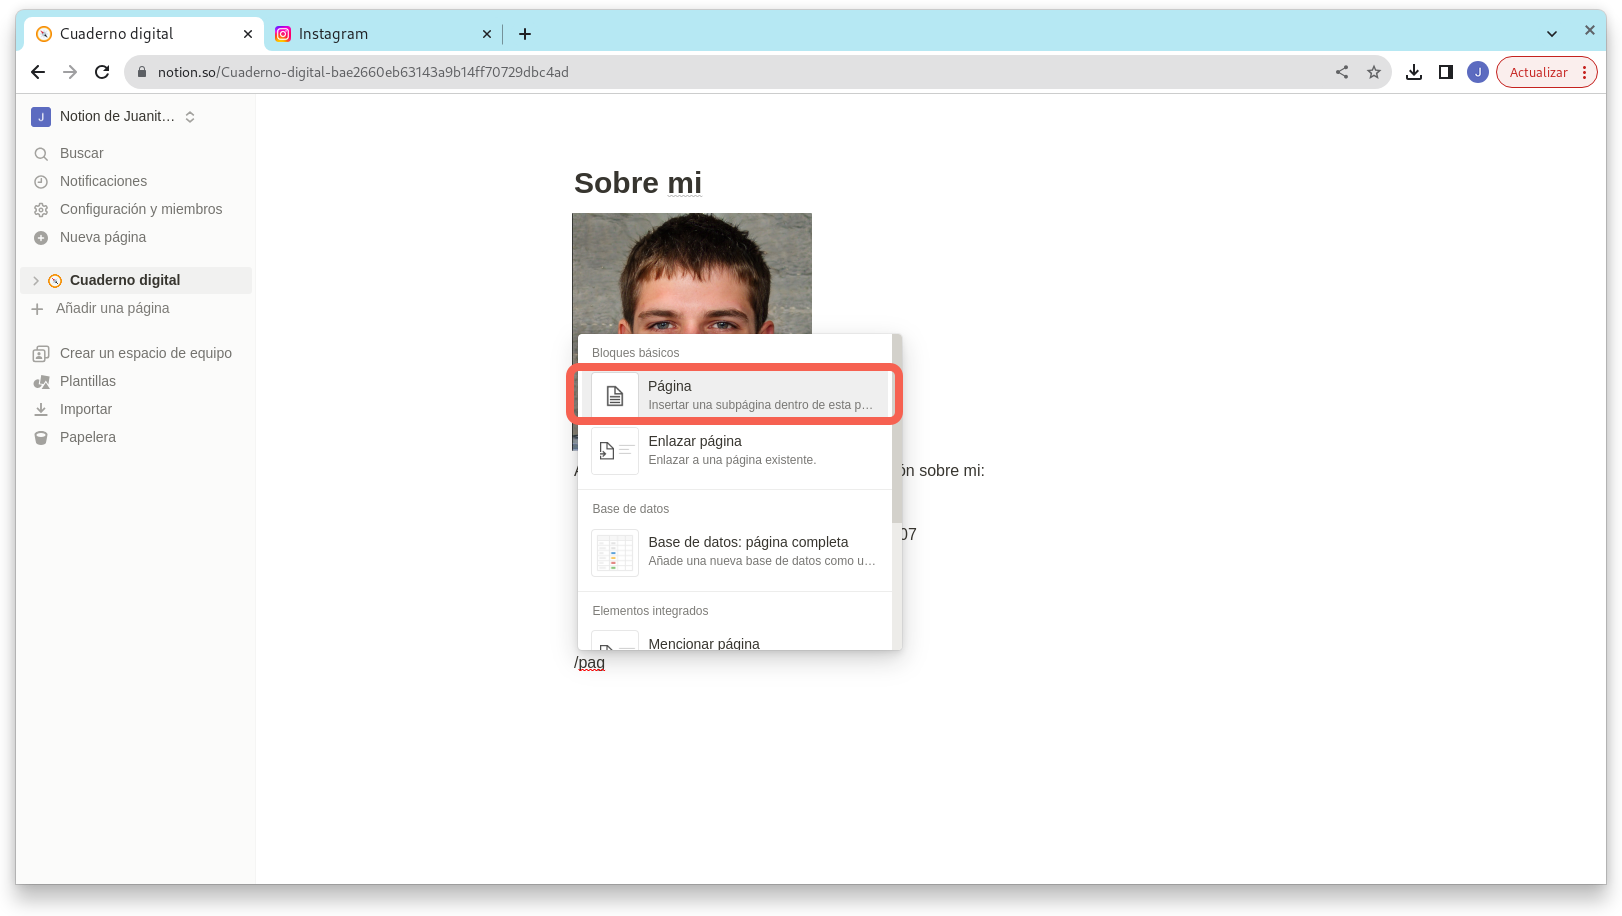 Cuaderno digital
Instagram
notion.so/Cuaderno-digital-bae2660eb63143a9b14ff70729dbc4ad
J
Actualizar
J
Notion de Juanit…
Buscar
Notificaciones
Configuración y miembros
Nueva página
Cuaderno digital
Añadir una página
Crear un espacio de equipo
Plantillas
Importar
Papelera
Sobre mi
Bloques básicos
Página
Insertar una subpágina dentro de esta p…
Enlazar página
Enlazar a una página existente.
sobre mi:
Base de datos
07
Base de datos: página completa
Añade una nueva base de datos como u…
Elementos integrados
Mencionar página
/pag